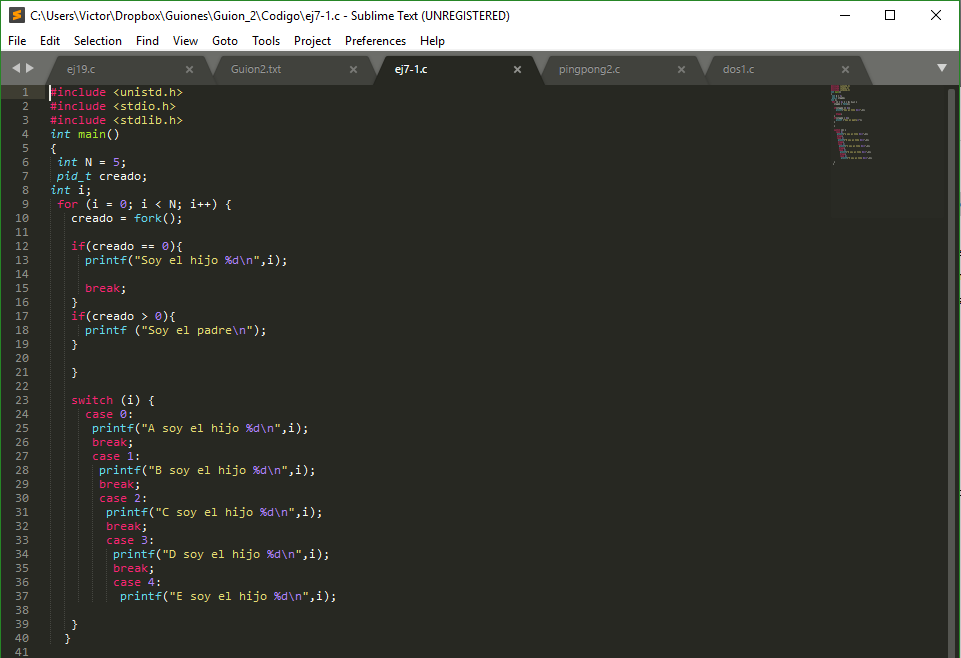 C:\Users\Victor\Dropbox\Guiones\Guion_2\Codigo\ej7-1.c - Sublime Text (UNREGISTERED)
File Edit Selection Find View Goto Tools Project Preferences Help
ej19.c Guion2.txt ej7-1.c pingpong2.c dos1.c
1 #include <unistd.h>
2 #include <stdio.h>
3 #include <stdlib.h>
4 int main()
5 {
6 int N = 5;
7 pid_t creado;
8 int i;
9 for (i = 0; i < N; i++) {
10 creado = fork();
11
12 if(creado == 0){
13 printf("Soy el hijo %d\n",i);
14
15 break;
16 }
17 if(creado > 0){
18 printf ("Soy el padre\n");
19 }
20
21 }
22
23 switch (i) {
24 case 0:
25 printf("A soy el hijo %d\n",i);
26 break;
27 case 1:
28 printf("B soy el hijo %d\n",i);
29 break;
30 case 2:
31 printf("C soy el hijo %d\n",i);
32 break;
33 case 3:
34 printf("D soy el hijo %d\n",i);
35 break;
36 case 4:
37 printf("E soy el hijo %d\n",i);
38
39 }
40 }
41